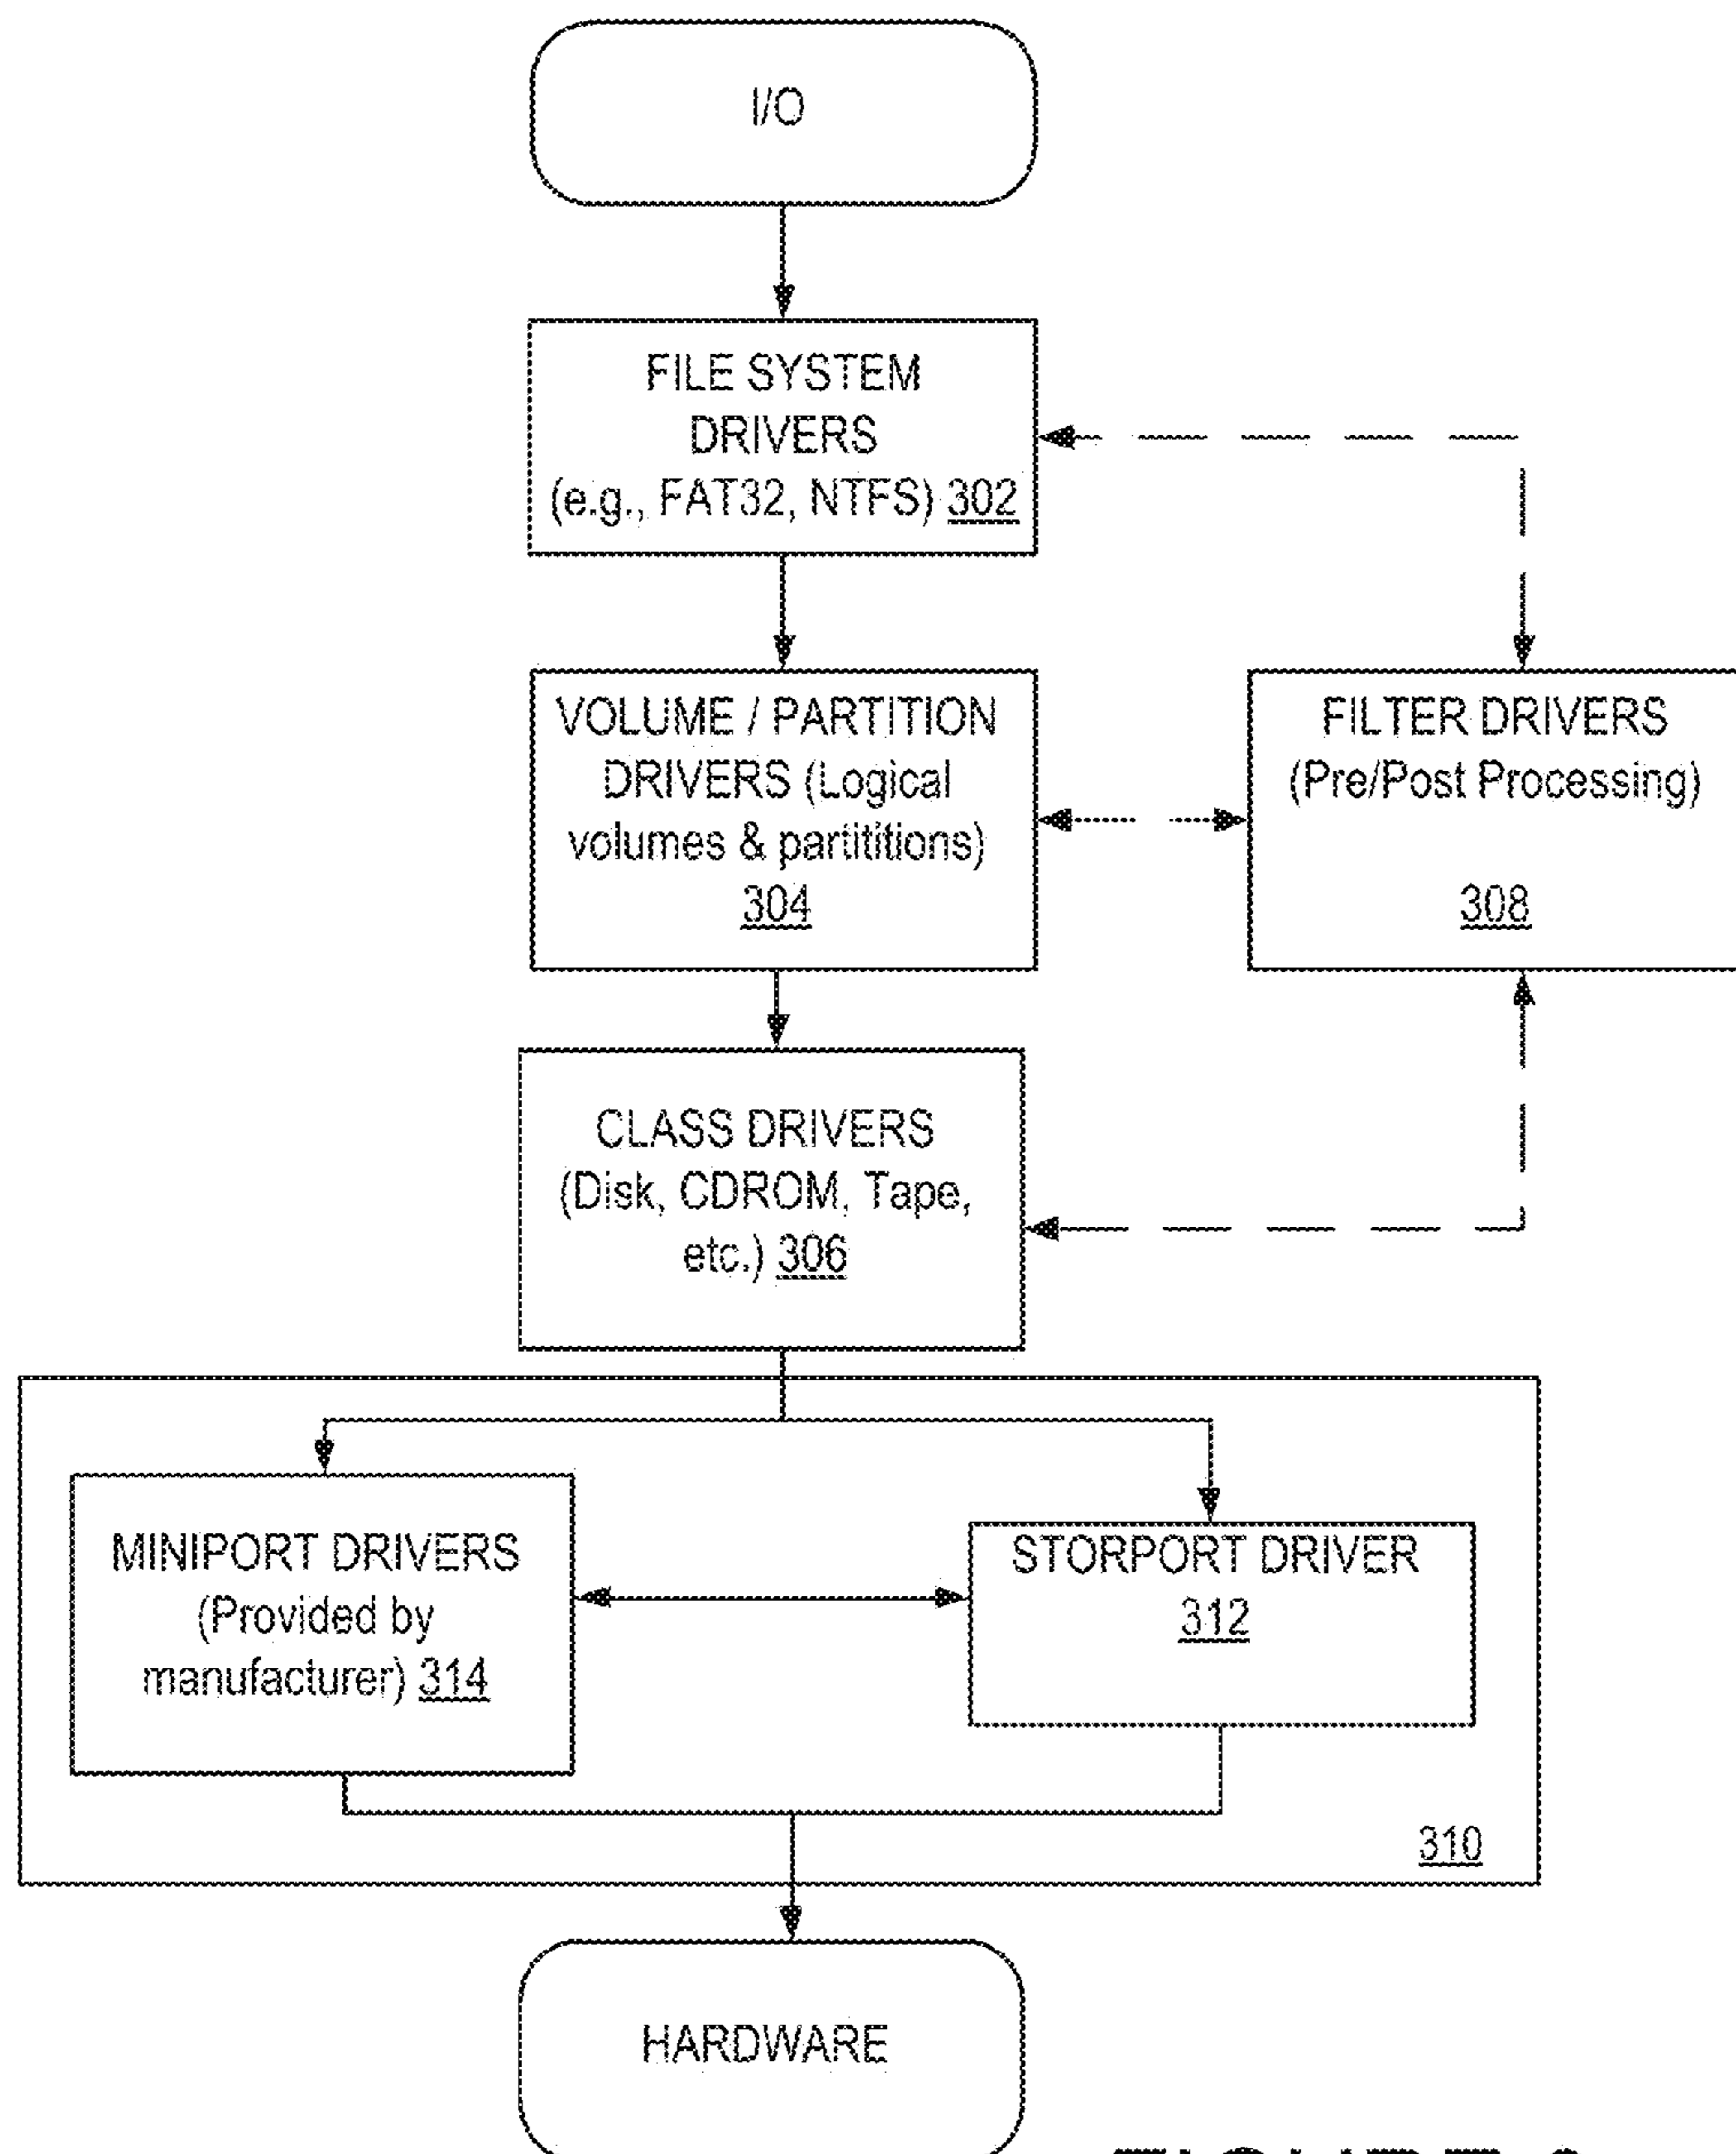 I/O
FILE SYSTEM
DRIVERS
(e.g., FAT32, NTFS) 302
VOLUME / PARTITION
DRIVERS (Logical
volumes & partititions)
304
FILTER DRIVERS
(Pre/Post Processing)
308
CLASS DRIVERS
(Disk, CDROM, Tape,
etc.) 306
MINIPORT DRIVERS
(Provided by
manufacturer) 314
STORPORT DRIVER
312
310
HARDWARE